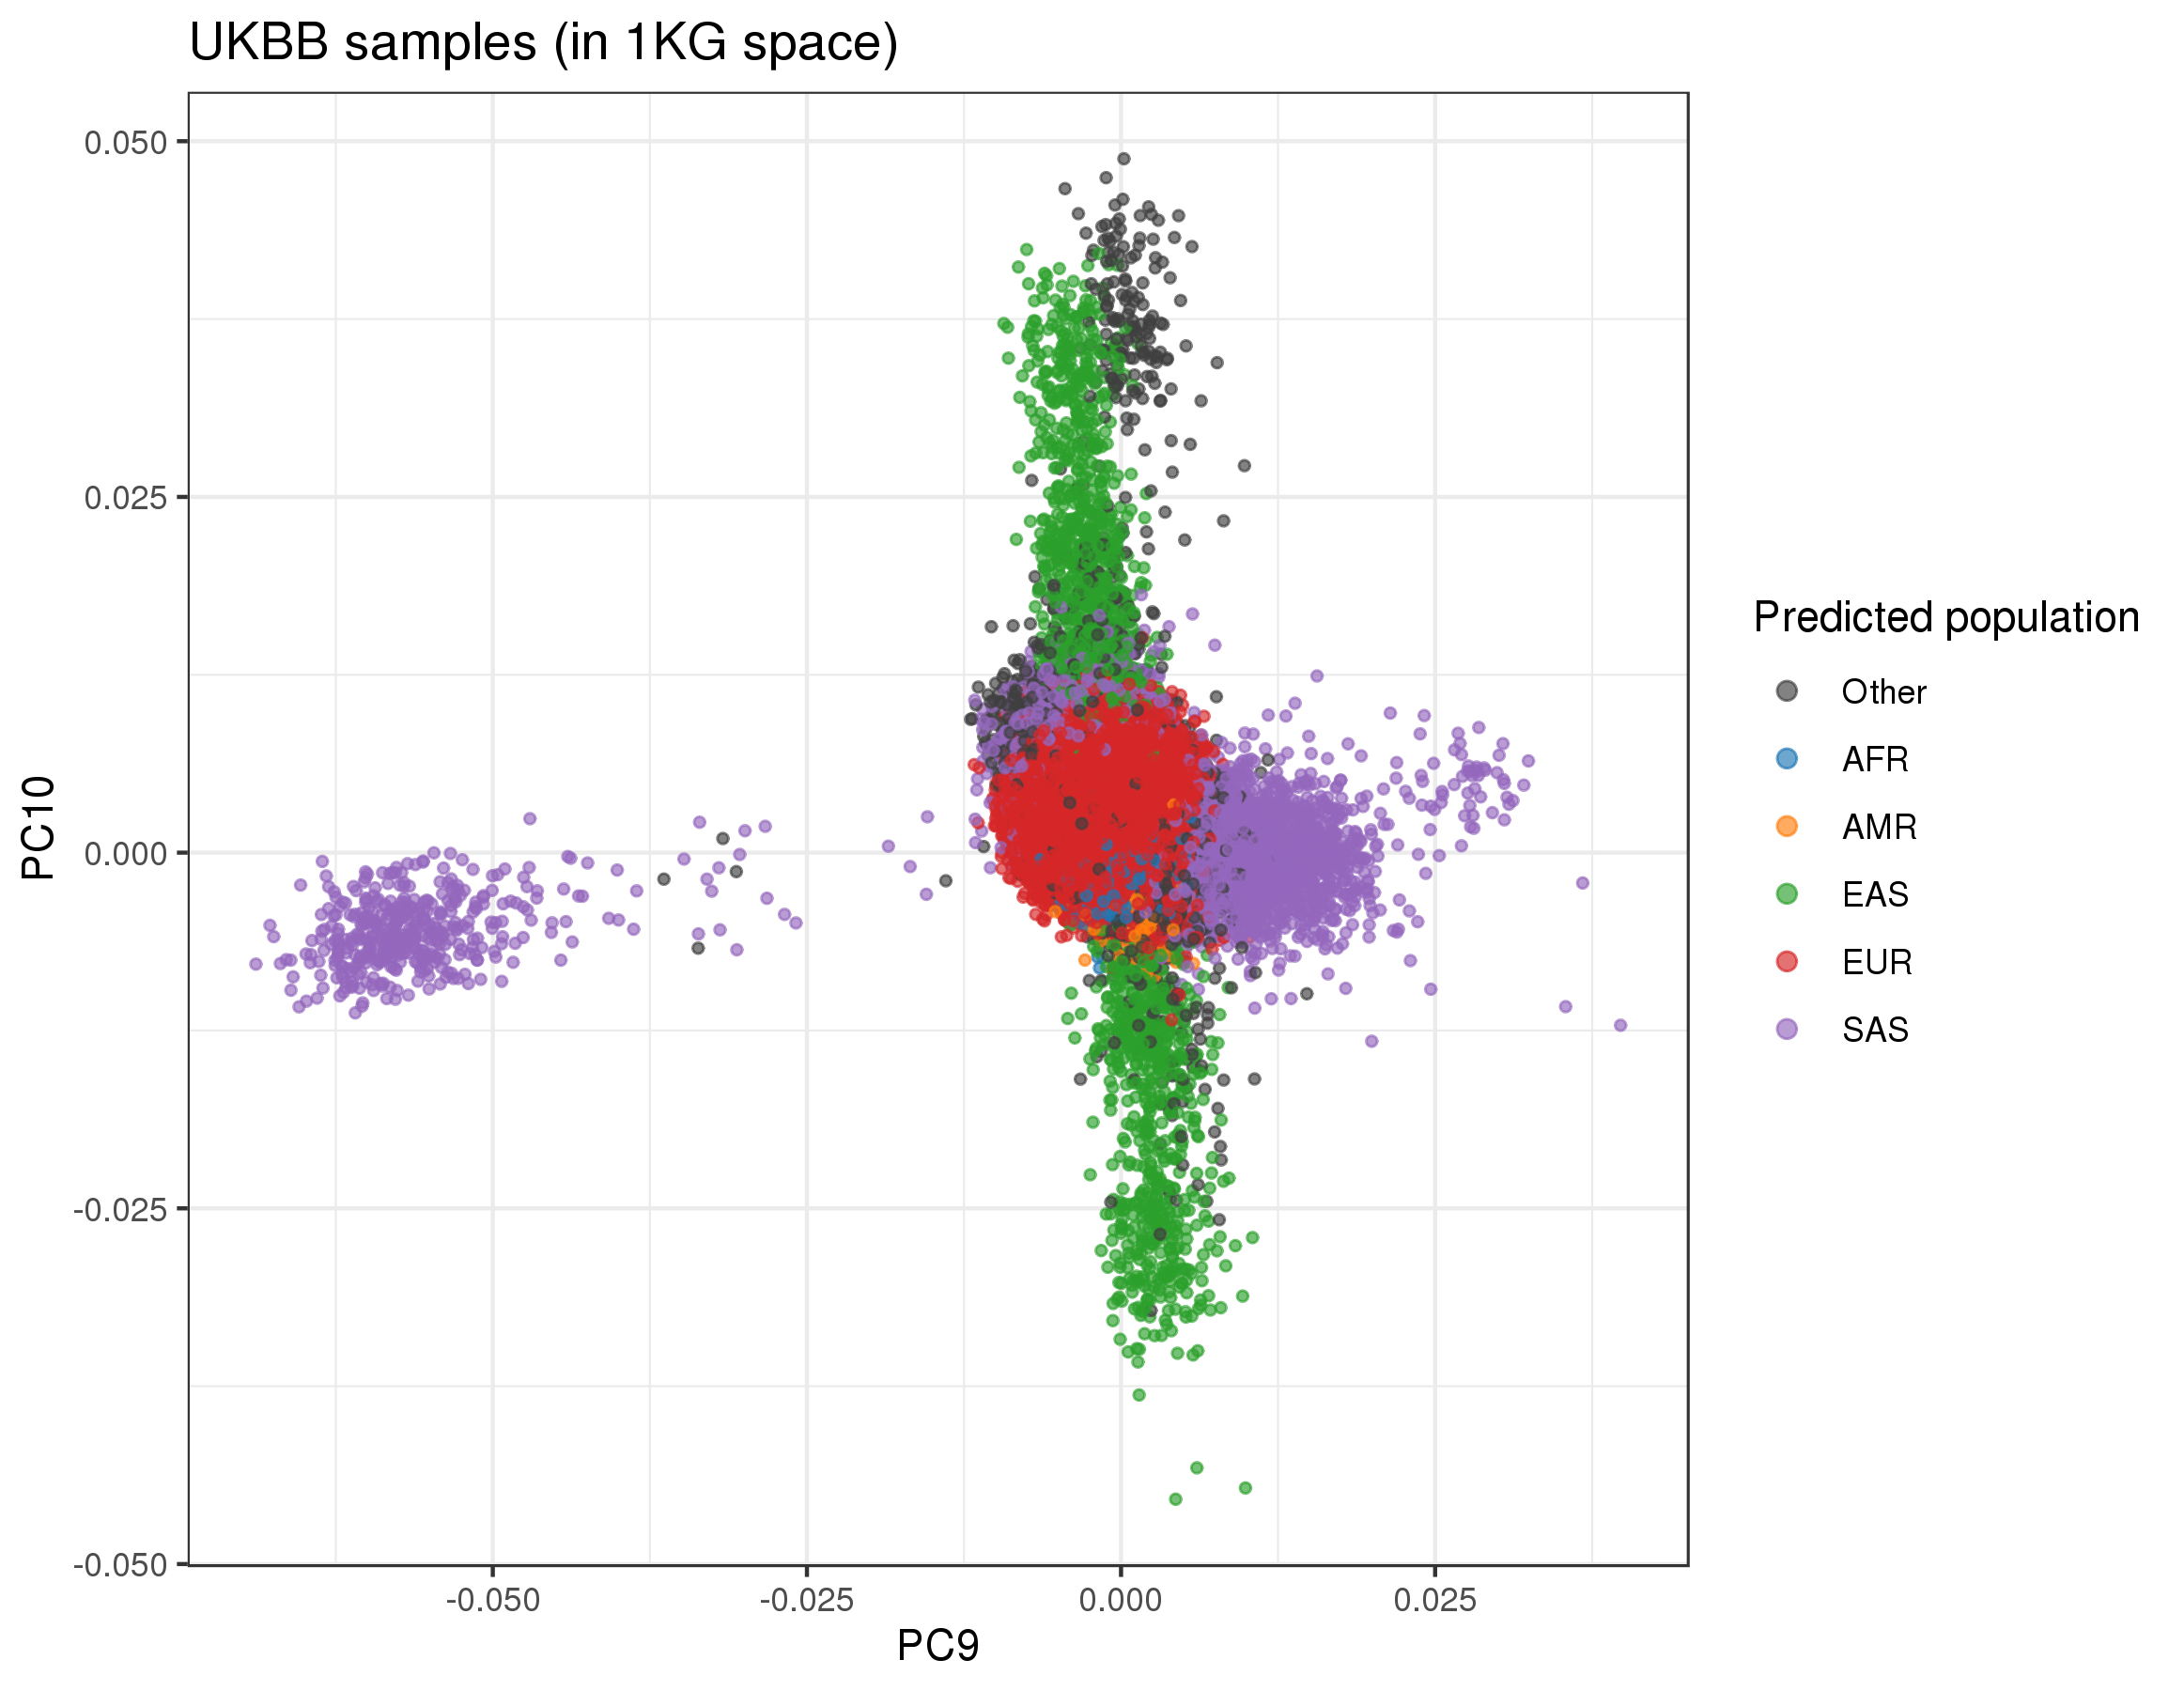 UKBB samples (in 1KG space)
0.050
0.025
0.000
-0.025
-0.050
PC10
-0.050
-0.025
0.000
0.025
PC9
Predicted population
Other
AFR
AMR
EAS
EUR
SAS